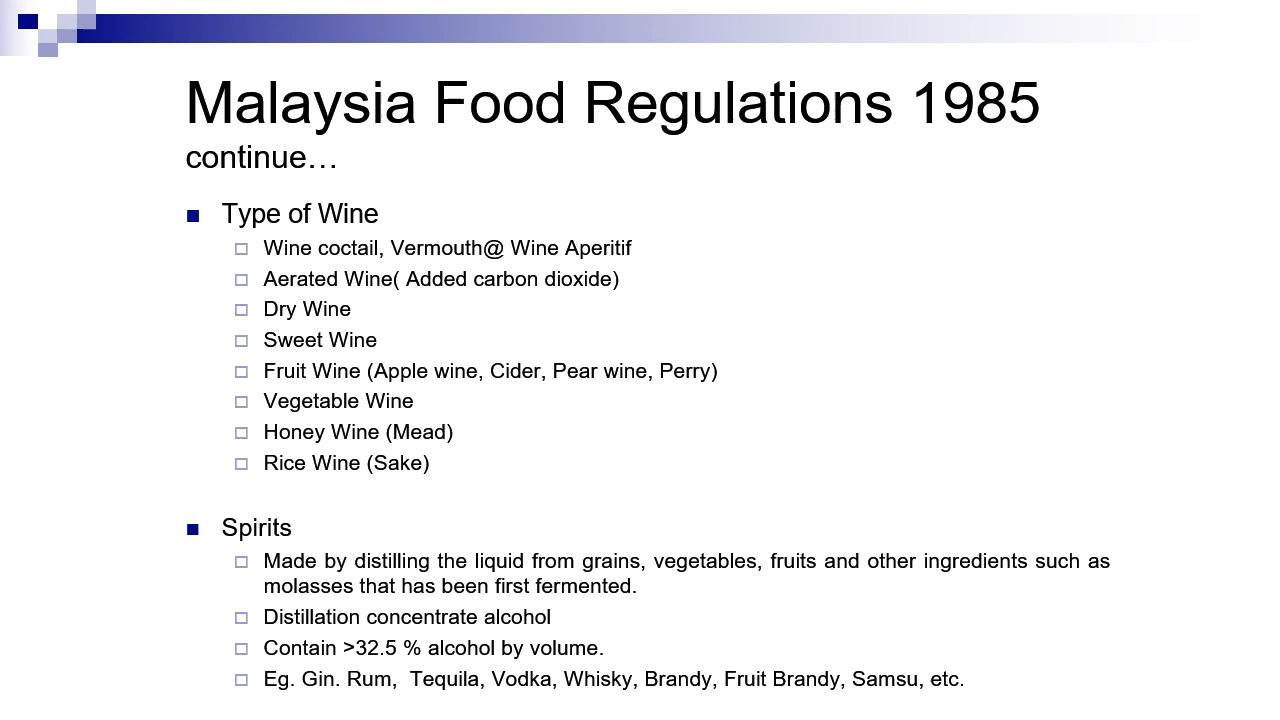 Malaysia Food Regulations 1985
continue…
Type of Wine
Wine coctail, Vermouth@ Wine Aperitif
Aerated Wine( Added carbon dioxide)
Dry Wine
Sweet Wine
Fruit Wine (Apple wine, Cider, Pear wine, Perry)
Vegetable Wine
Honey Wine (Mead)
Rice Wine (Sake)
Spirits
Made by distilling the liquid from grains, vegetables, fruits and other ingredients such as
molasses that has been first fermented.
Distillation concentrate alcohol
Contain >32.5 % alcohol by volume.
Eg. Gin. Rum,  Tequila, Vodka, Whisky, Brandy, Fruit Brandy, Samsu, etc.